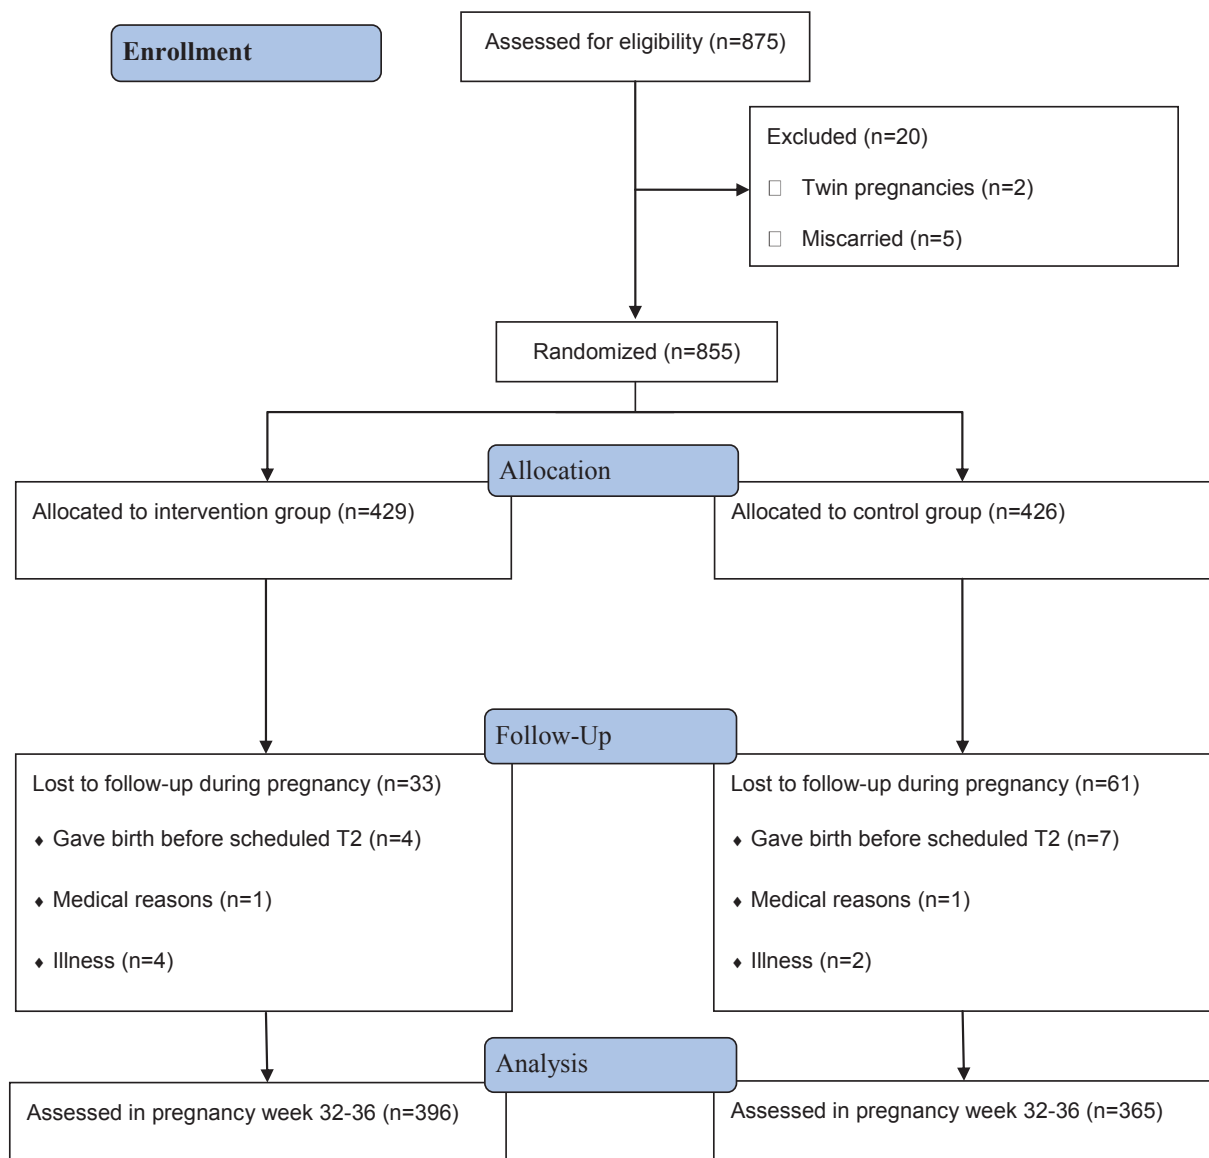 Enrollment
Assessed for eligibility (n=875)
Excluded (n=20)
Twin pregnancies (n=2)
Miscarried (n=5)
Randomized (n=855)
Allocation
Allocated to intervention group (n=429)
Allocated to control group (n=426)
Follow-Up
Lost to follow-up during pregnancy (n=33)
♦ Gave birth before scheduled T2 (n=4)
♦ Medical reasons (n=1)
♦ Illness (n=4)
Lost to follow-up during pregnancy (n=61)
♦ Gave birth before scheduled T2 (n=7)
♦ Medical reasons (n=1)
♦ Illness (n=2)
Analysis
Assessed in pregnancy week 32-36 (n=396)
Assessed in pregnancy week 32-36 (n=365)